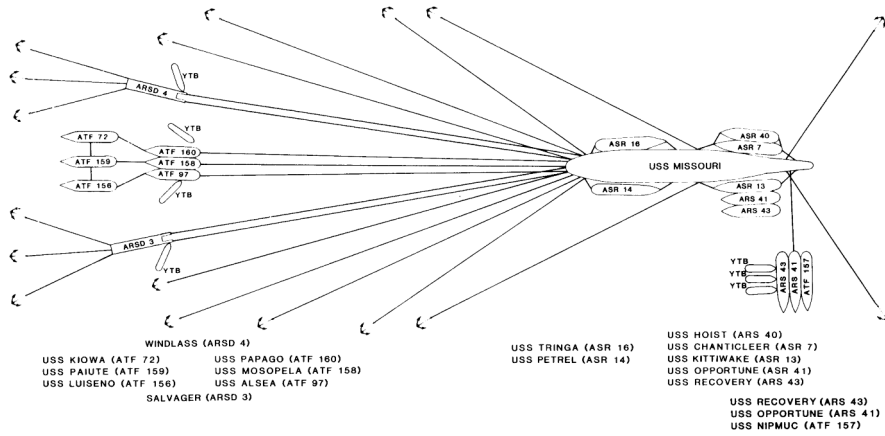 YTB
ARSD 4
ASR 16
ARS 40
ASR 7
ATF 72
YTB
ATF 160
ATF 159
ATF 158
USS MISSOURI
ATF 97
ATF 156
YTB
ASR 14
ASR 13
ARS 41
ARS 43
ARSD 3
YTB
YTB
YTB
YTB
ARS 43
ARS 41
ATF 157
WINDLASS (ARSD 4)
USS KIOWA (ATF 72) USS PAPAGO (ATF 160)
USS PAIUTE (ATF 159) USS MOSOPELA (ATF 158)
USS LUISENO (ATF 156) USS ALSEA (ATF 97)
SALVAGER (ARSD 3)
USS TRINGA (ASR 16)
USS PETREL (ASR 14)
USS HOIST (ARS 40)
USS CHANTICLEER (ASR 7)
USS KITTIWAKE (ASR 13)
USS OPPORTUNE (ASR 41)
USS RECOVERY (ARS 43)
USS RECOVERY (ARS 43)
USS OPPORTUNE (ARS 41)
USS NIPMUC (ATF 157)